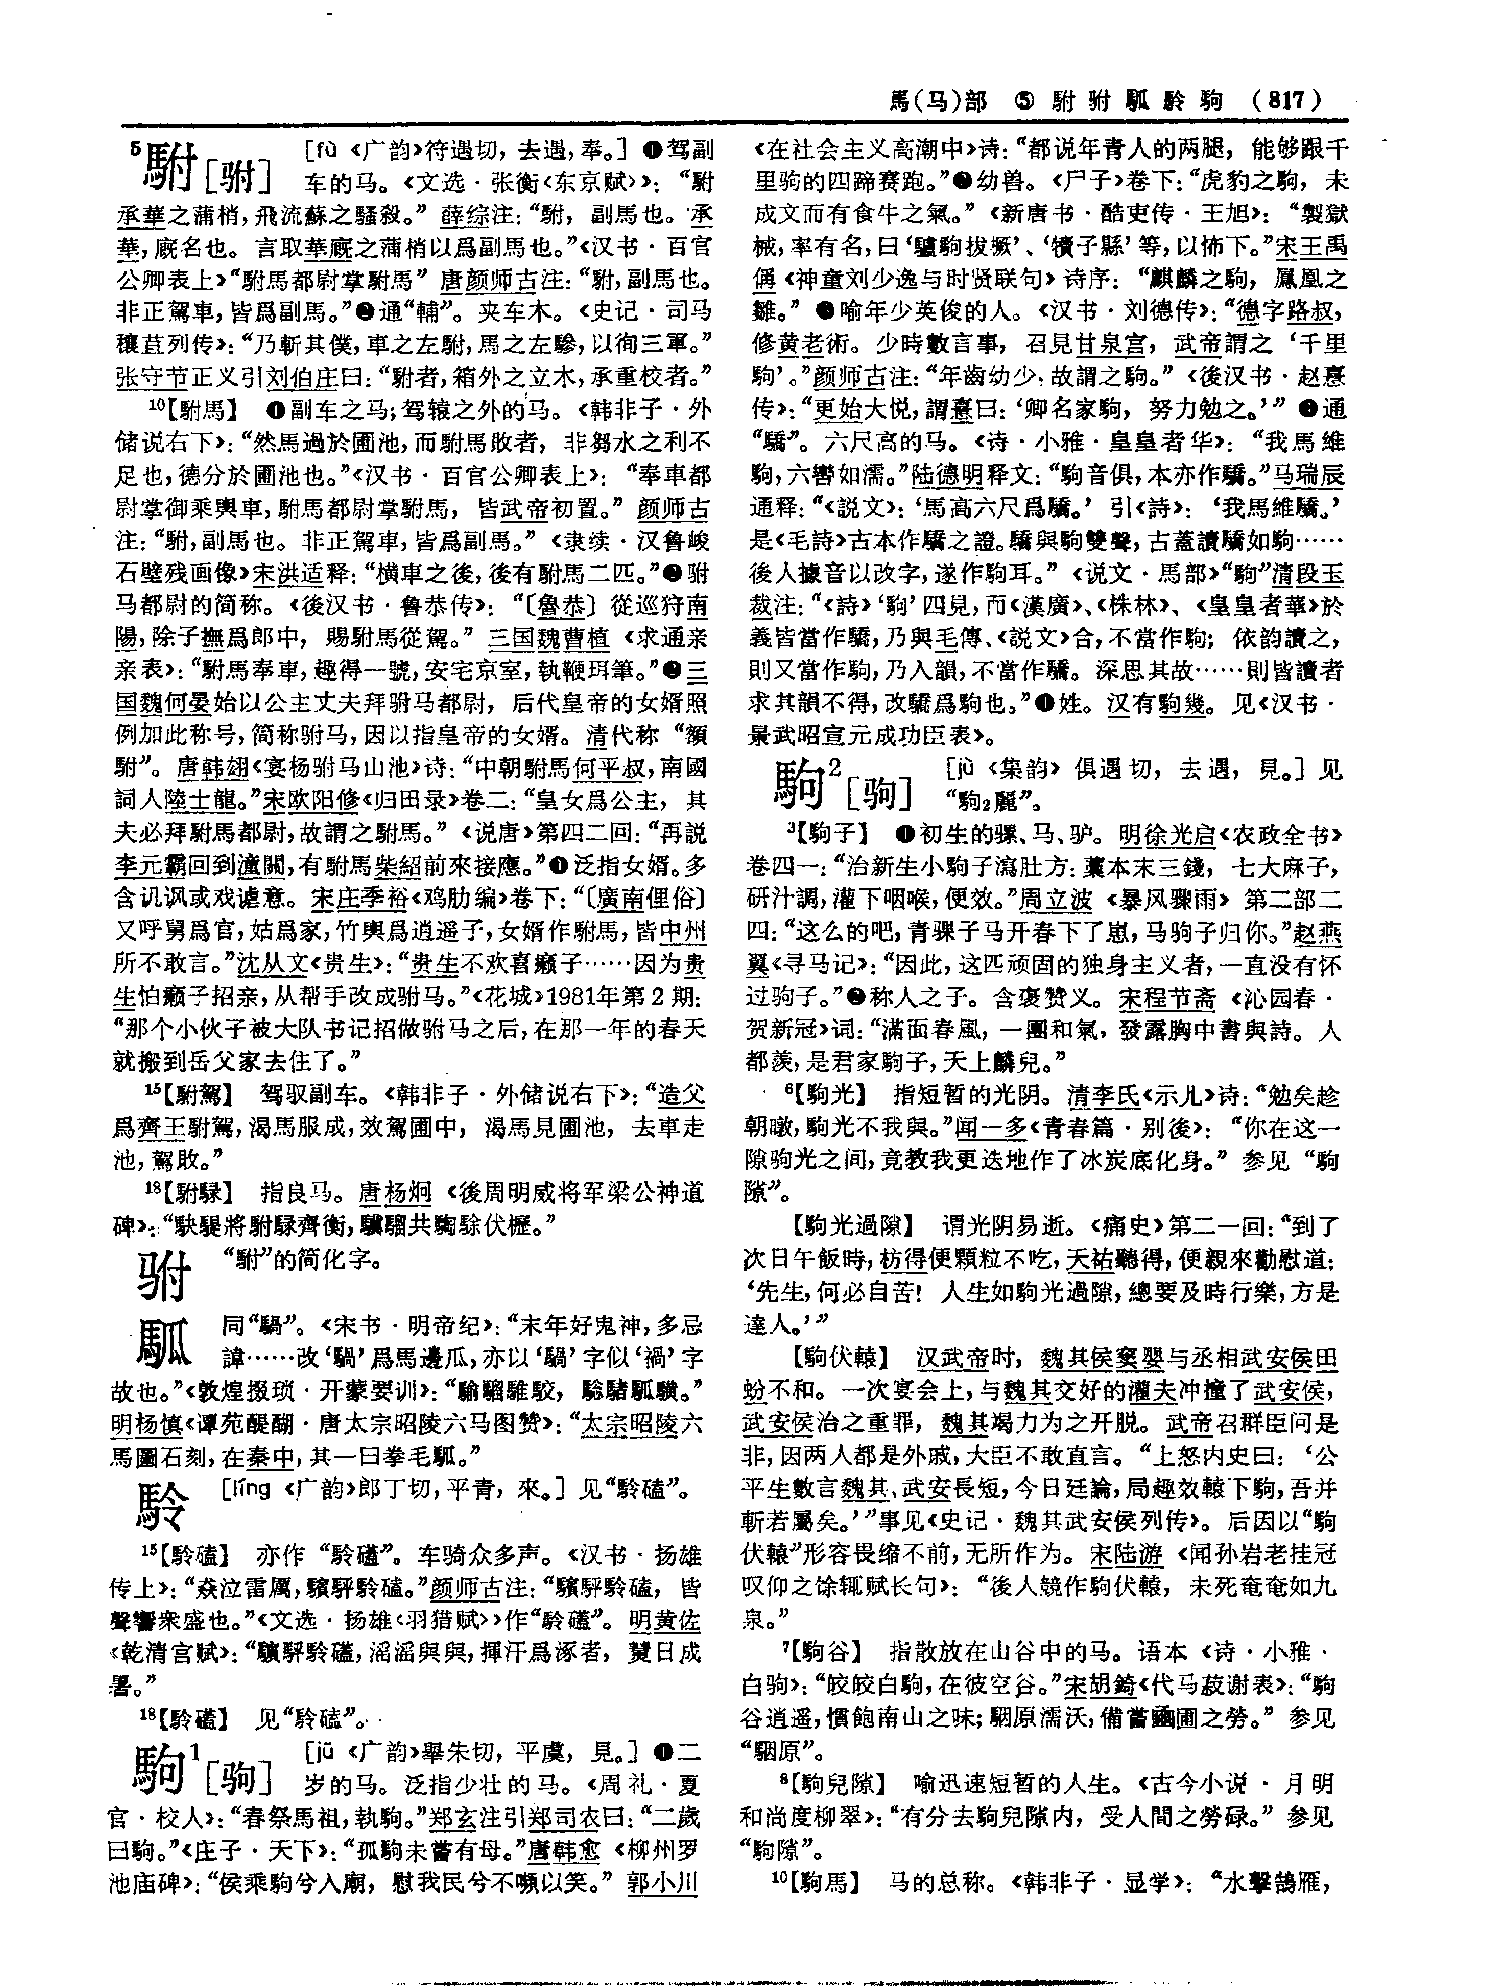 馬(马)部 ⑤ 駙驸䮄駖駒 (817)
⁵駙[驸] [fù 《广韵》符遇切，去遇，奉。] ❶驾副
车的马。《文选·张衡〈东京赋〉》：“駙
承華之蒲梢，飛流蘇之騷殺。”薛综注：“駙，副馬也。承
華，厩名也。言取華廄之蒲梢以爲副馬也。”《汉书·百官
公卿表上》“駙馬都尉掌駙馬”唐颜师古注：“駙，副馬也。
非正駕車，皆爲副馬。”❷通“輔”。夹车木。《史记·司马
穰苴列传》：“乃斬其僕，車之左駙，馬之左驂，以徇三軍。”
张守节正义引刘伯庄曰：“駙者，箱外之立木，承重校者。”
¹⁰【駙馬】 ❶副车之马；驾辕之外的马。《韩非子·外
储说右下》：“然馬過於圃池，而駙馬敗者，非芻水之利不
足也，德分於圃池也。”《汉书·百官公卿表上》：“奉車都
尉掌御乘輿車，駙馬都尉掌駙馬，皆武帝初置。”颜师古
注：“駙，副馬也。非正駕車，皆爲副馬。”《隶续·汉鲁峻
石壁残画像》宋洪适释：“横車之後，後有駙馬二匹。”❷驸
马都尉的简称。《後汉书·鲁恭传》：“〔魯恭〕從巡狩南
陽，除子撫爲郎中，賜駙馬從駕。”三国魏曹植《求通亲
亲表》：“駙馬奉車，趣得一號，安宅京室，執鞭珥筆。”❸三
国魏何晏始以公主丈夫拜驸马都尉，后代皇帝的女婿照
例加此称号，简称驸马，因以指皇帝的女婿。清代称“額
駙”。唐韩翃《宴杨驸马山池》诗：“中朝駙馬何平叔，南國
詞人陸士龍。”宋欧阳修《归田录》卷二：“皇女爲公主，其
夫必拜駙馬都尉，故謂之駙馬。”《说唐》第四二回：“再説
李元霸回到潼關，有駙馬柴紹前來接應。”❹泛指女婿。多
含讥讽或戏谑意。宋庄季裕《鸡肋编》卷下：“〔廣南俚俗〕
又呼舅爲官，姑爲家，竹輿爲逍遥子，女婿作駙馬，皆中州
所不敢言。”沈从文《贵生》：“贵生不欢喜癞子……因为贵
生怕癞子招亲，从帮手改成驸马。”《花城》1981年第2期：
“那个小伙子被大队书记招做驸马之后，在那一年的春天
就搬到岳父家去住了。”
¹⁵【駙駕】 驾驭副车。《韩非子·外储说右下》：“造父
爲齊王駙駕，渴馬服成，效駕圃中，渴馬見圃池，去車走
池，駕敗。”
¹⁸【駙騄】 指良马。唐杨炯《後周明威将军梁公神道
碑》：“駃騠將駙騄齊衡，驥騮共騊駼伏櫪。”
驸 “駙”的简化字。
䮄 同“騧”。《宋书·明帝纪》：“末年好鬼神，多忌
諱……改‘騧’爲馬邊瓜，亦以‘騧’字似‘禍’字
故也。”《敦煌掇琐·开蒙要训》：
明杨慎《谭苑醍醐·唐太宗昭陵六马图赞》：“太宗昭陵六
馬圖石刻，在秦中，其一曰拳毛䮄。”
駖 [líng 《广韵》郎丁切，平青，來。] 见“駖磕”。
¹⁵【駖磕】 亦作“駖礚”。车骑众多声。《汉书·扬雄
传上》：“猋泣雷厲，驞駍駖磕。”颜师古注：“驞駍駖磕，皆
聲響衆盛也。”《文选·扬雄〈羽猎赋〉》作“駖礚”。明黄佐
《乾清宫赋》：“驞駍駖礚，滛滛與與，揮汗爲涿者，蕡日成
暑。”
¹⁸【駖礚】 见“駖磕”。
駒¹[驹] [jū 《广韵》舉朱切，平虞，見。] ❶二
岁的马。泛指少壮的马。《周礼·夏
官·校人》：“春祭馬祖，執駒。”郑玄注引郑司农曰：“二歲
曰駒。”《庄子·天下》：“孤駒未嘗有母。”唐韩愈《柳州罗
池庙碑》：“侯乘駒兮入廟，慰我民兮不嚬以笑。”郭小川
《在社会主义高潮中》诗：“都说年青人的两腿，能够跟千
里驹的四蹄赛跑。”❷幼兽。《尸子》卷下：“虎豹之駒，未
成文而有食牛之氣。”《新唐书·酷吏传·王旭》：“製獄
械，率有名，曰‘驢駒拔橛’、‘犢子縣’等，以怖下。”宋王禹
偁《神童刘少逸与时贤联句》诗序：“麒麟之駒，鳳凰之
雛。”❸喻年少英俊的人。《汉书·刘德传》：“德字路叔，
修黄老術。少時數言事，召見甘泉宫，武帝謂之‘千里
駒’。”颜师古注：“年齒幼少，故謂之駒。”《後汉书·赵憙
传》：“更始大悦，謂憙曰：‘卿名家駒，努力勉之。’”❹通
“驕”。六尺高的马。《诗·小雅·皇皇者华》：“我馬維
駒，六轡如濡。”陆德明释文：“駒音俱，本亦作驕。”马瑞辰
通释：“《説文》：‘馬高六尺爲驕。’引《詩》：‘我馬維驕。’
是《毛詩》古本作驕之證。驕與駒雙聲，古蓋讀驕如駒……
後人據音以改字，遂作駒耳。”《说文·馬部》“駒”清段玉
裁注：“《詩》‘駒’四見，而《漢廣》、《株林》、《皇皇者華》於
義皆當作驕，乃與毛傳、《説文》合，不當作駒；依韵讀之，
則又當作駒，乃入韻，不當作驕。深思其故……則皆讀者
求其韻不得，改驕爲駒也。”❺姓。汉有駒幾。见《汉书·
景武昭宣元成功臣表》。
駒²[驹] [jù 《集韵》俱遇切，去遇，見。] 见
“駒₂麗”。
³【駒子】 ❶初生的骡、马、驴。明徐光启《农政全书》
卷四一：“治新生小駒子瀉肚方：藁本末三錢，七大麻子，
研汁調，灌下咽喉，便效。”周立波《暴风骤雨》第二部二
四：“这么的吧，青骒子马开春下了崽，马驹子归你。”赵燕
翼《寻马记》：“因此，这匹顽固的独身主义者，一直没有怀
过驹子。”❷称人之子。含褒赞义。宋程节斋《沁园春·
贺新冠》词：“滿面春風，一團和氣，發露胸中書與詩。人
都羡，是君家駒子，天上麟兒。”
⁶【駒光】 指短暂的光阴。清李氏《示儿》诗：“勉矣趁
朝暾，駒光不我與。”闻一多《青春篇·别後》：“你在这一
隙驹光之间，竟教我更迭地作了冰炭底化身。”参见“駒
隙”。
【駒光過隙】 谓光阴易逝。《痛史》第二一回：“到了
次日午飯時，枋得便顆粒不吃，天祐聽得，便親來勸慰道：
‘先生，何必自苦！人生如駒光過隙，總要及時行樂，方是
達人。’”
【駒伏轅】 汉武帝时，魏其侯窦婴与丞相武安侯田
蚡不和。一次宴会上，与魏其交好的灌夫冲撞了武安侯，
武安侯治之重罪，魏其竭力为之开脱。武帝召群臣问是
非，因两人都是外戚，大臣不敢直言。“上怒内史曰：‘公
平生數言魏其、武安長短，今日廷論，局趣效轅下駒，吾并
斬若屬矣。’”事见《史记·魏其武安侯列传》。后因以“駒
伏轅”形容畏缩不前，无所作为。宋陆游《闻孙岩老挂冠
叹仰之馀辄赋长句》：“後人競作駒伏轅，未死奄奄如九
泉。”
⁷【駒谷】 指散放在山谷中的马。语本《诗·小雅·
白驹》：“皎皎白駒，在彼空谷。”宋胡錡《代马菽谢表》：“駒
谷逍遥，慣飽南山之味；駰原濡沃，備嘗豳圃之勞。”参见
“駰原”。
⁸【駒兒隙】 喻迅速短暂的人生。《古今小说·月明
和尚度柳翠》：“有分去駒兒隙内，受人間之勞碌。”参见
“駒隙”。
¹⁰【駒馬】 马的总称。《韩非子·显学》：“水擊鵠雁，